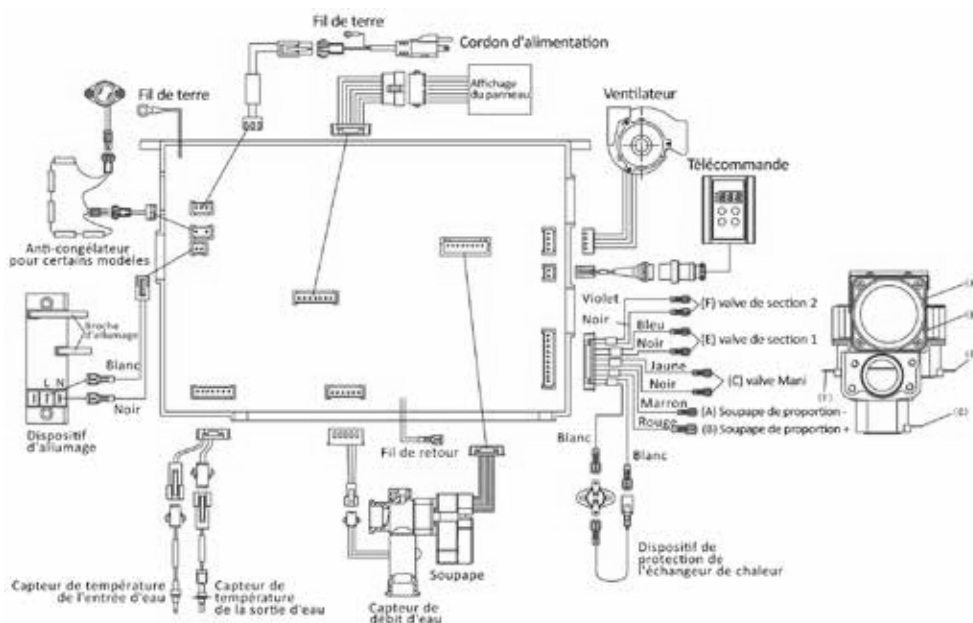 Fil de terre
Cordon d'alimentation
Affichage
du panneau
Fil de terre
Ventilateur
Télécommande
Anti-congélateur
pour certains modèles
Broche
d'allumage
Blanc
L N
Noir
Dispositif
d'allumage
Violet
(F) valve de section 2
Noir
Bleu
(E) valve de section 1
Noir
Jaune
(C) valve Mani
Noir
Marron
(A) Soupape de proportion -
Rouge
(B) Soupape de proportion +
Blanc
Blanc
Fil de retour
Dispositif de
protection de
l'échangeur de chaleur
Soupape
Capteur de température
de l'entrée d'eau
Capteur de
température
de la sortie d'eau
Capteur de
débit d'eau